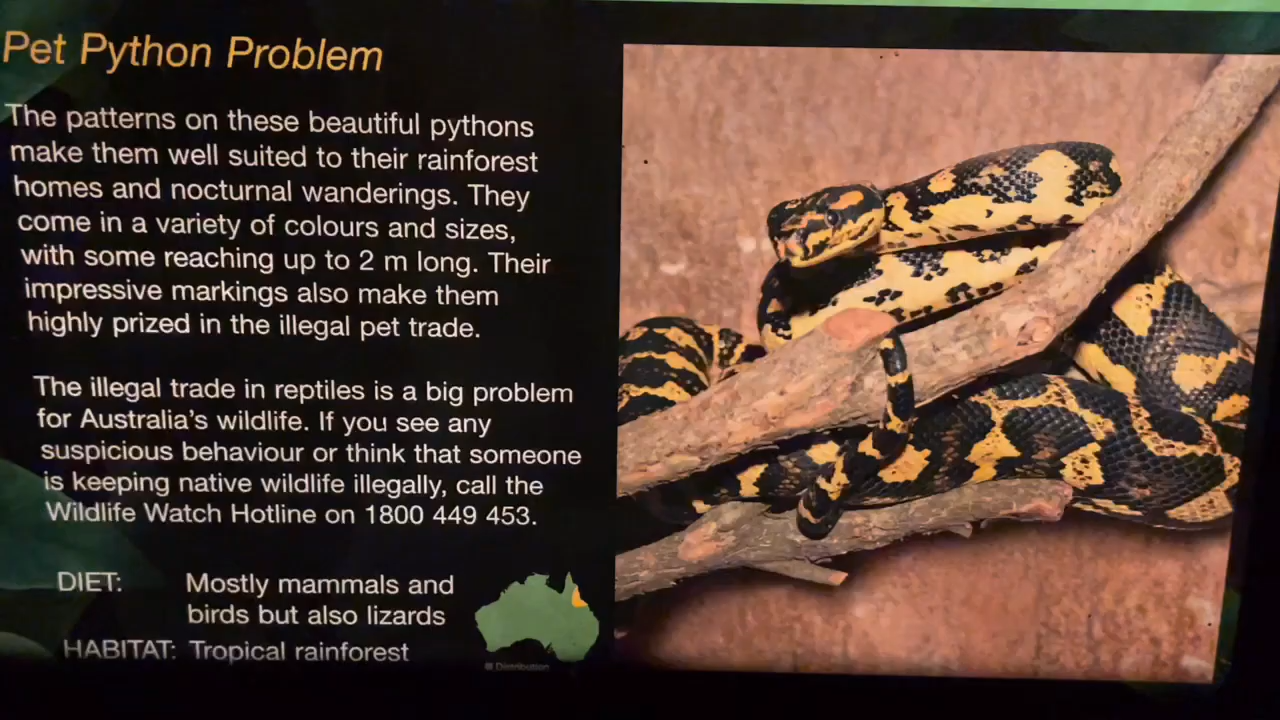 Pet Python Problem
The patterns on these beautiful pythons
make them well suited to their rainforest
homes and nocturnal wanderings. They
come in a variety of colours and sizes,
with some reaching up to 2 m long. Their
impressive markings also make them
highly prized in the illegal pet trade.
The illegal trade in reptiles is a big problem
for Australia's wildlife. If you see any
suspicious behaviour or think that someone
is keeping native wildlife illegally, call the
Wildlife Watch Hotline on 1800 449 453.
DIET: Mostly mammals and
birds but also lizards
HABITAT: Tropical rainforest
Distribution